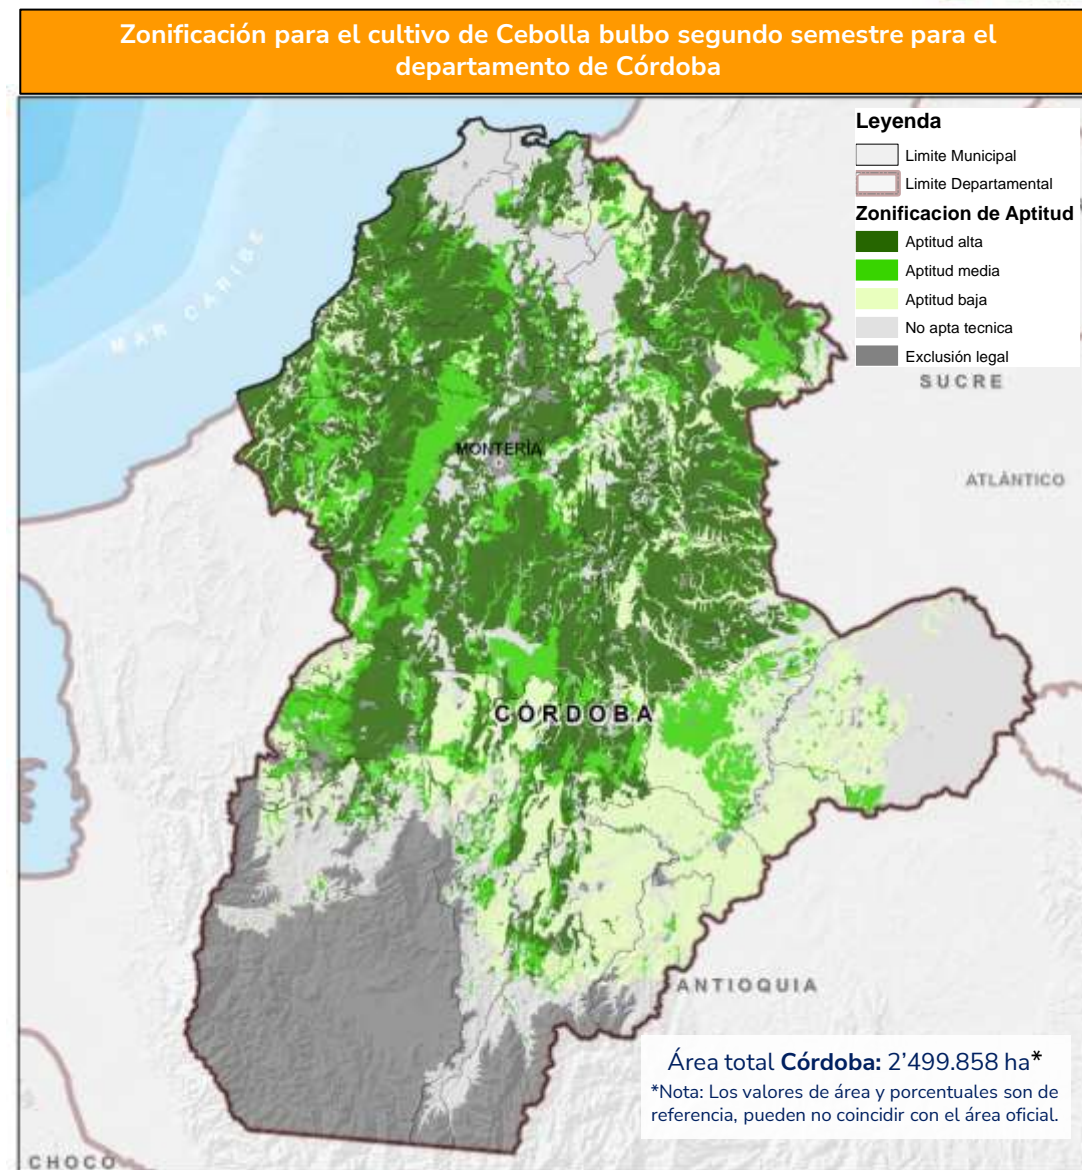 Zonificación para el cultivo de Cebolla bulbo segundo semestre para el
departamento de Córdoba
Leyenda
Limite Municipal
Limite Departamental
Zonificacion de Aptitud
Aptitud alta
Aptitud media
Aptitud baja
No apta tecnica
Exclusión legal
MAR CARIBE
SUCRE
MONTERÍA
ATLÁNTICO
CÓRDOBA
ANTIOQUIA
Área total Córdoba: 2’499.858 ha*
*Nota: Los valores de área y porcentuales son de
referencia, pueden no coincidir con el área oficial.
CHOCO